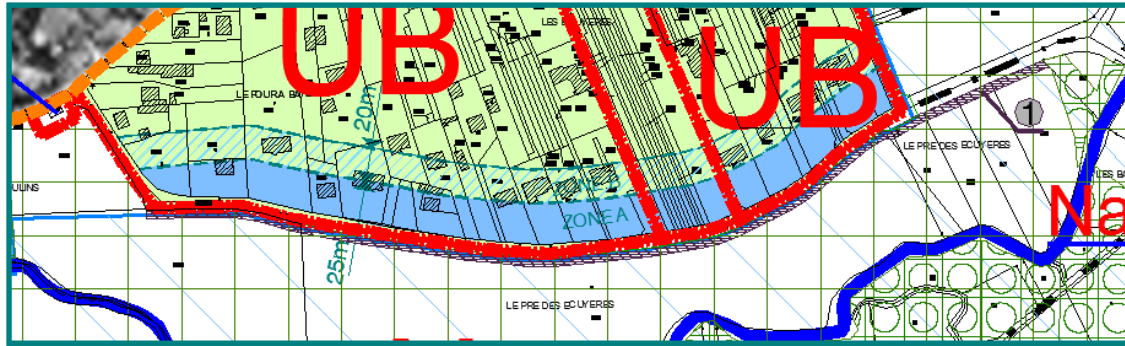 LES ECUYERES
UB
UB
LE FOURA BA
20m
1
LE PRE DES ECUYERES
LES BA
ULINS
Na
ZONE A
25m
LE PRE DES ECUYERES